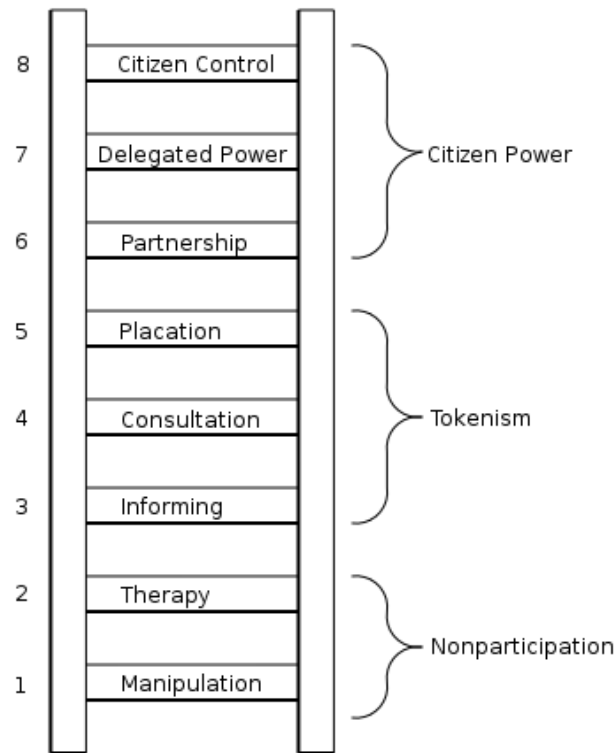 8 Citizen Control
7 Delegated Power
Citizen Power
6 Partnership
5 Placation
4 Consultation
Tokenism
3 Informing
2 Therapy
Nonparticipation
1 Manipulation